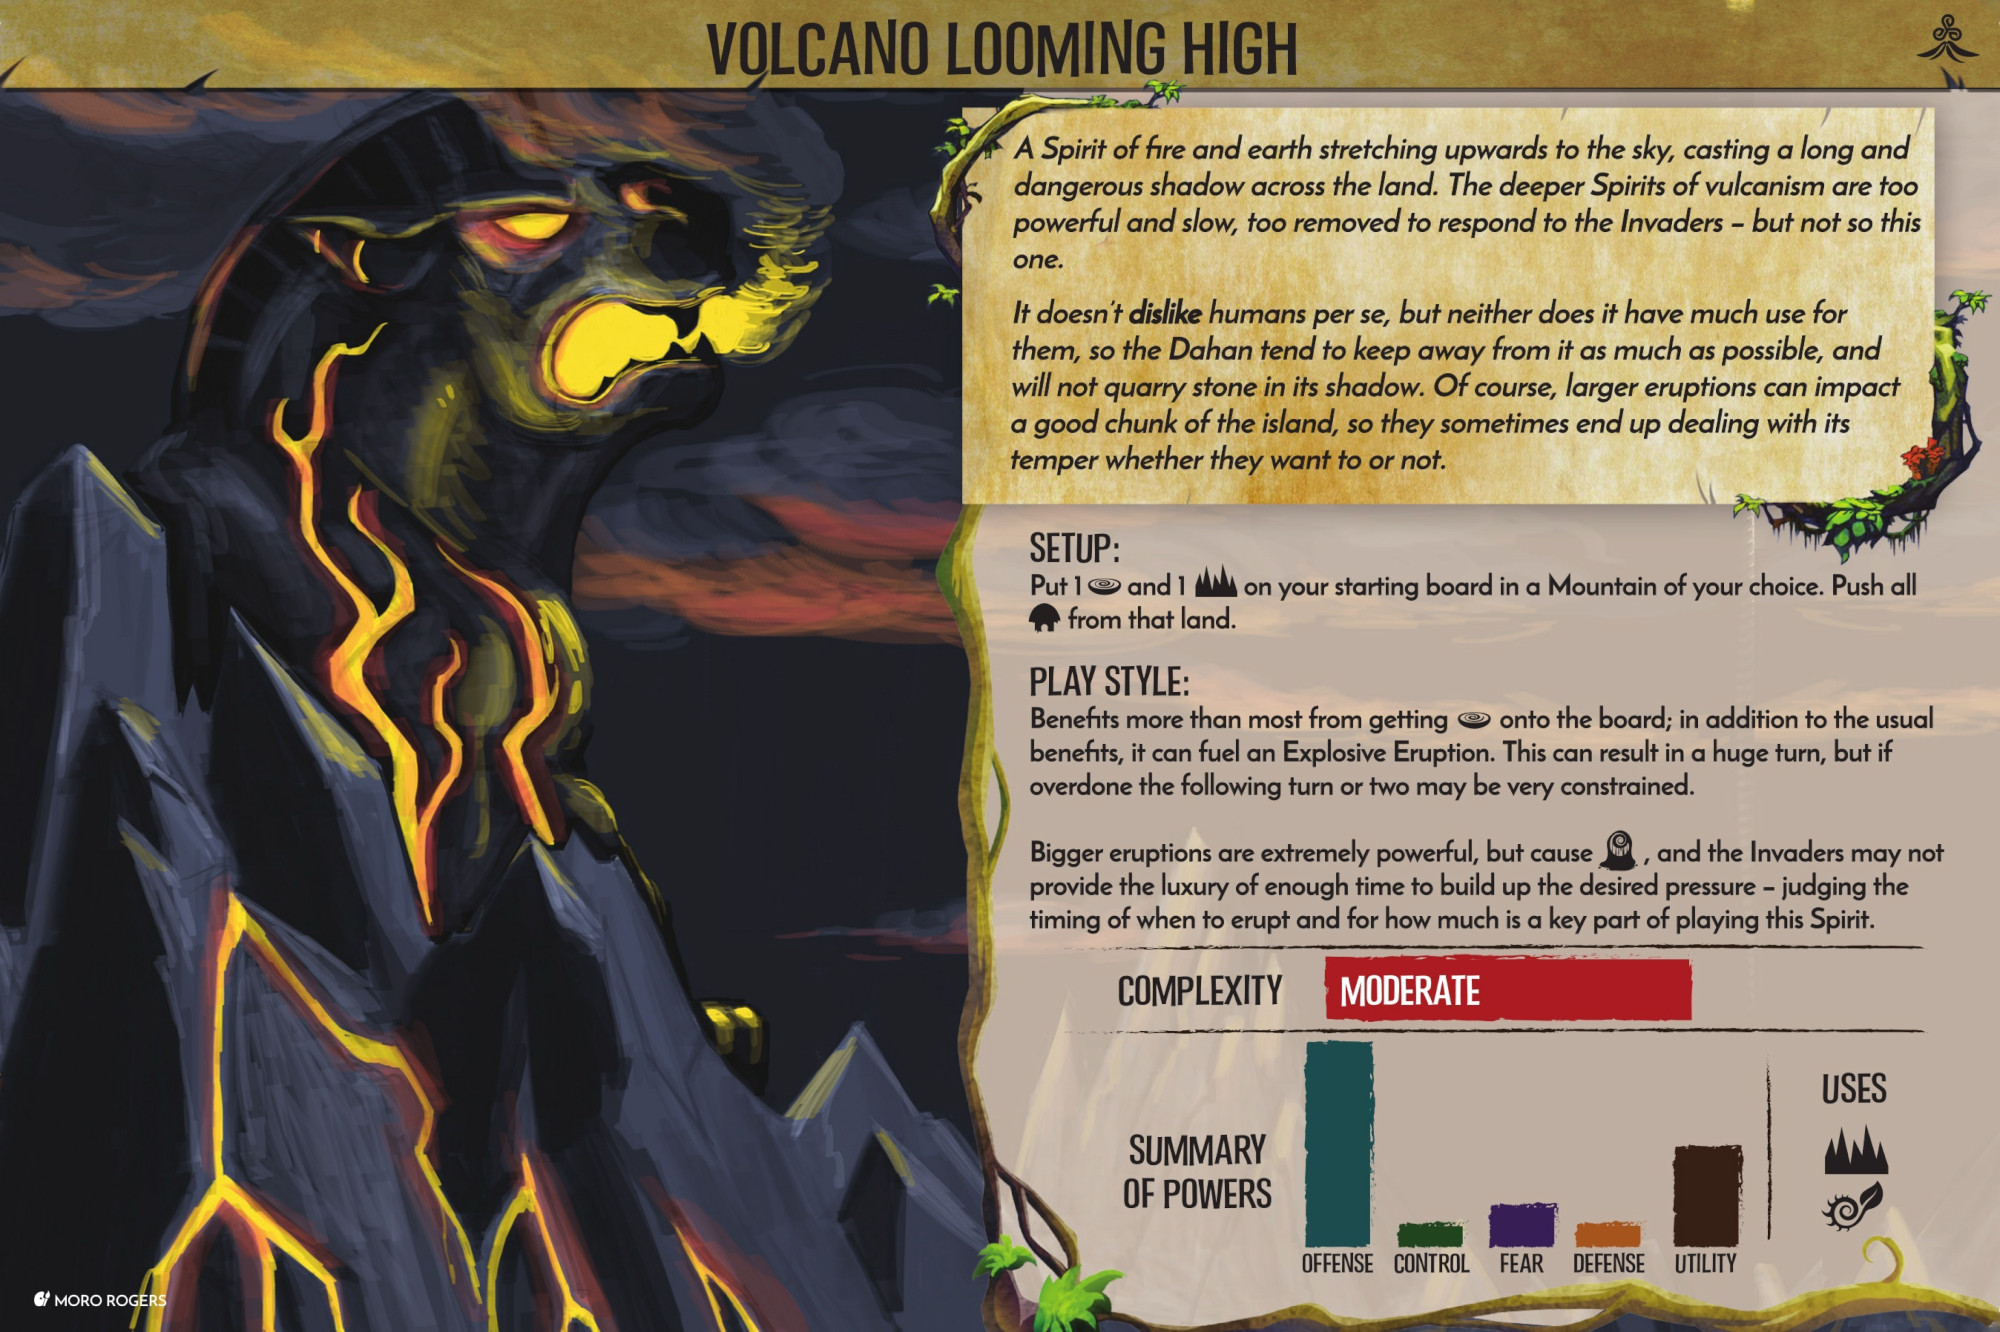 VOLCANO LOOMING HIGH
A Spirit of fire and earth stretching upwards to the sky, casting a long and
dangerous shadow across the land. The deeper Spirits of vulcanism are too
powerful and slow, too removed to respond to the Invaders – but not so this
one.
It doesn't dislike humans per se, but neither does it have much use for
them, so the Dahan tend to keep away from it as much as possible, and
will not quarry stone in its shadow. Of course, larger eruptions can impact
a good chunk of the island, so they sometimes end up dealing with its
temper whether they want to or not.
SETUP:
Put 1 and 1 on your starting board in a Mountain of your choice. Push all
from that land.
PLAY STYLE:
Benefits more than most from getting onto the board; in addition to the usual
benefits, it can fuel an Explosive Eruption. This can result in a huge turn, but if
overdone the following turn or two may be very constrained.
Bigger eruptions are extremely powerful, but cause , and the Invaders may not
provide the luxury of enough time to build up the desired pressure – judging the
timing of when to erupt and for how much is a key part of playing this Spirit.
COMPLEXITY MODERATE
SUMMARY
OF POWERS
OFFENSE CONTROL FEAR DEFENSE UTILITY
USES
MORO ROGERS